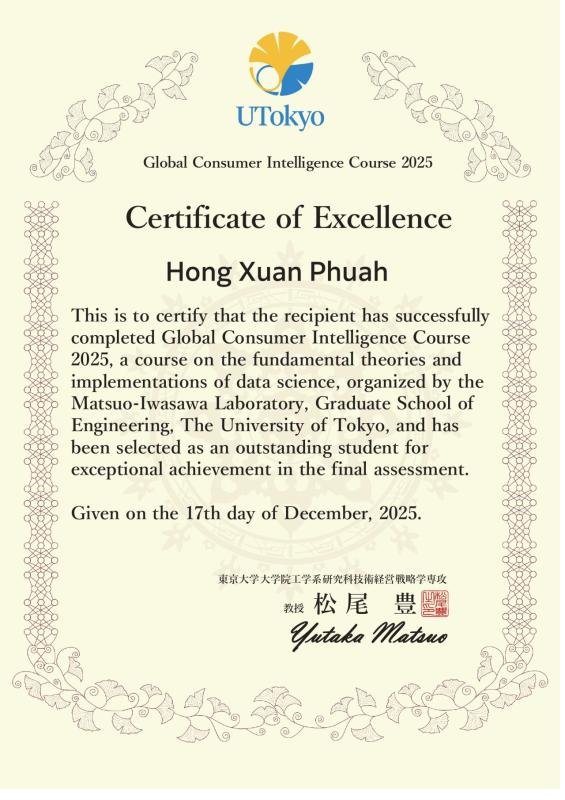 UTokyo
Global Consumer Intelligence Course 2025
Certificate of Excellence
Hong Xuan Phuah
This is to certify that the recipient has successfully
completed Global Consumer Intelligence Course
2025, a course on the fundamental theories and
implementations of data science, organized by the
Matsuo-Iwasawa Laboratory, Graduate School of
Engineering, The University of Tokyo, and has
been selected as an outstanding student for
exceptional achievement in the final assessment.
Given on the 17th day of December, 2025.
東京大学大学院工学系研究科技術経営戦略学専攻
教授 松尾 豊
Yutaka Matsuo